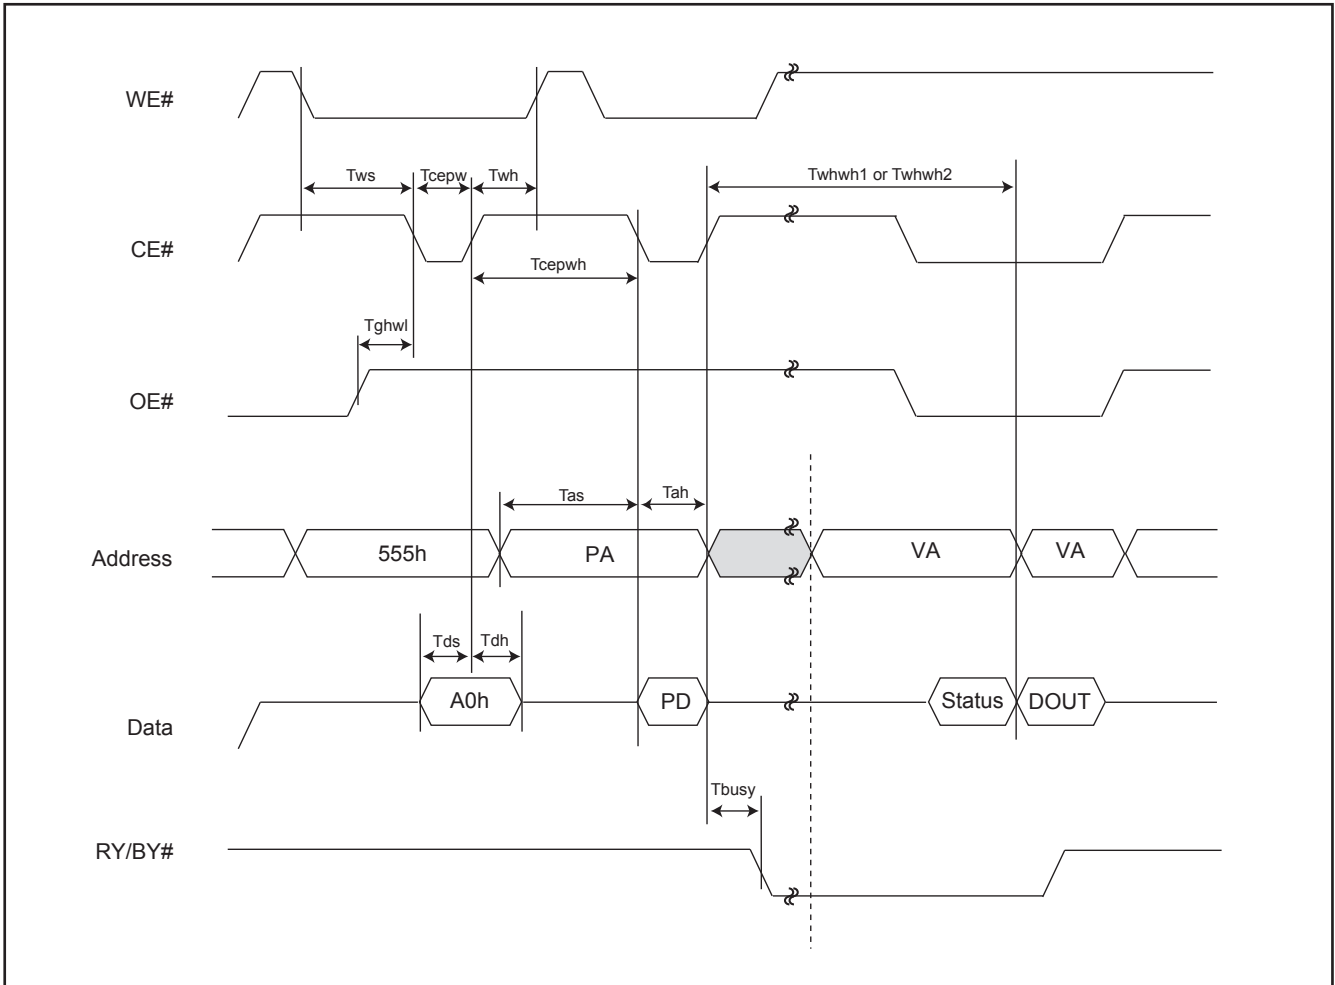 WE#
Tws
Tcepw
Twh
Twhwh1 or Twhwh2
CE#
Tcepwh
Tghwl
OE#
Tas
Tah
Address
555h
PA
VA
VA
Tds
Tdh
Data
A0h
PD
Status
DOUT
Tbusy
RY/BY#